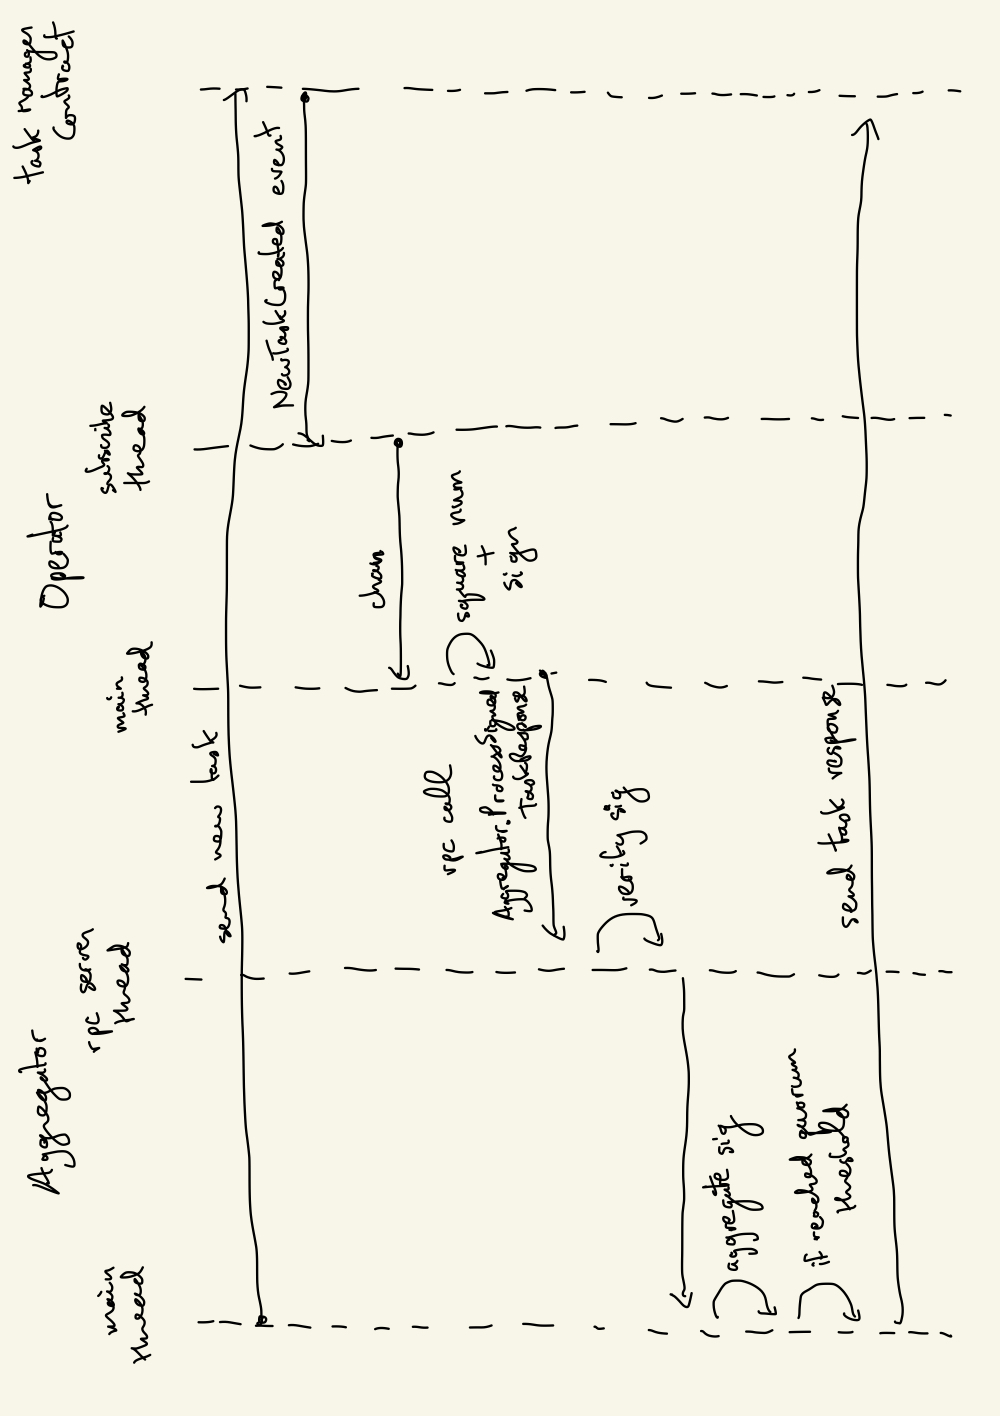 Aggregator
Operator
task Manager
Contract
main
thread
rpc server
thread
main
thread
subscribe
thread
send new task
NewTaskCreated event
chan
rpc call
Aggregator.ProcessSigned
TaskResponse
square num
+
sign
verify sig
aggregate sig
if reached quorum
threshold
send task response